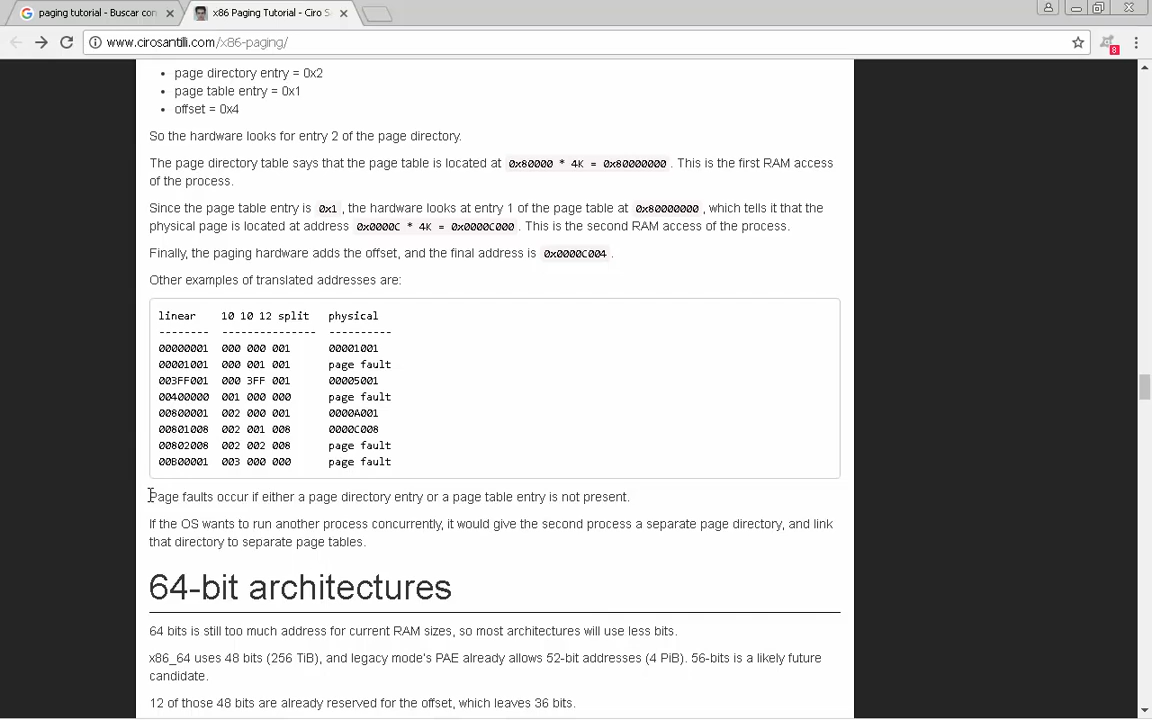 paging tutorial - Buscar con
x86 Paging Tutorial - Ciro S
www.cirosantilli.com/x86-paging/
8
• page directory entry = 0x2
• page table entry = 0x1
• offset = 0x4
So the hardware looks for entry 2 of the page directory.
The page directory table says that the page table is located at 0x80000 * 4K = 0x80000000 . This is the first RAM access
of the process.
Since the page table entry is 0x1 , the hardware looks at entry 1 of the page table at 0x80000000 , which tells it that the
physical page is located at address 0x0000C * 4K = 0x0000C000 . This is the second RAM access of the process.
Finally, the paging hardware adds the offset, and the final address is 0x0000C004 .
Other examples of translated addresses are:
linear 10 10 12 split physical
-------- --------------- ----------
00000001 000 000 001 00001001
00001001 000 001 001 page fault
003FF001 000 3FF 001 00005001
00400000 001 000 000 page fault
00800001 002 000 001 0000A001
00801008 002 001 008 0000C008
00802008 002 002 008 page fault
00B00001 003 000 000 page fault
Page faults occur if either a page directory entry or a page table entry is not present.
If the OS wants to run another process concurrently, it would give the second process a separate page directory, and link
that directory to separate page tables.
64-bit architectures
64 bits is still too much address for current RAM sizes, so most architectures will use less bits.
x86_64 uses 48 bits (256 TiB), and legacy mode's PAE already allows 52-bit addresses (4 PiB). 56-bits is a likely future
candidate.
12 of those 48 bits are already reserved for the offset, which leaves 36 bits.